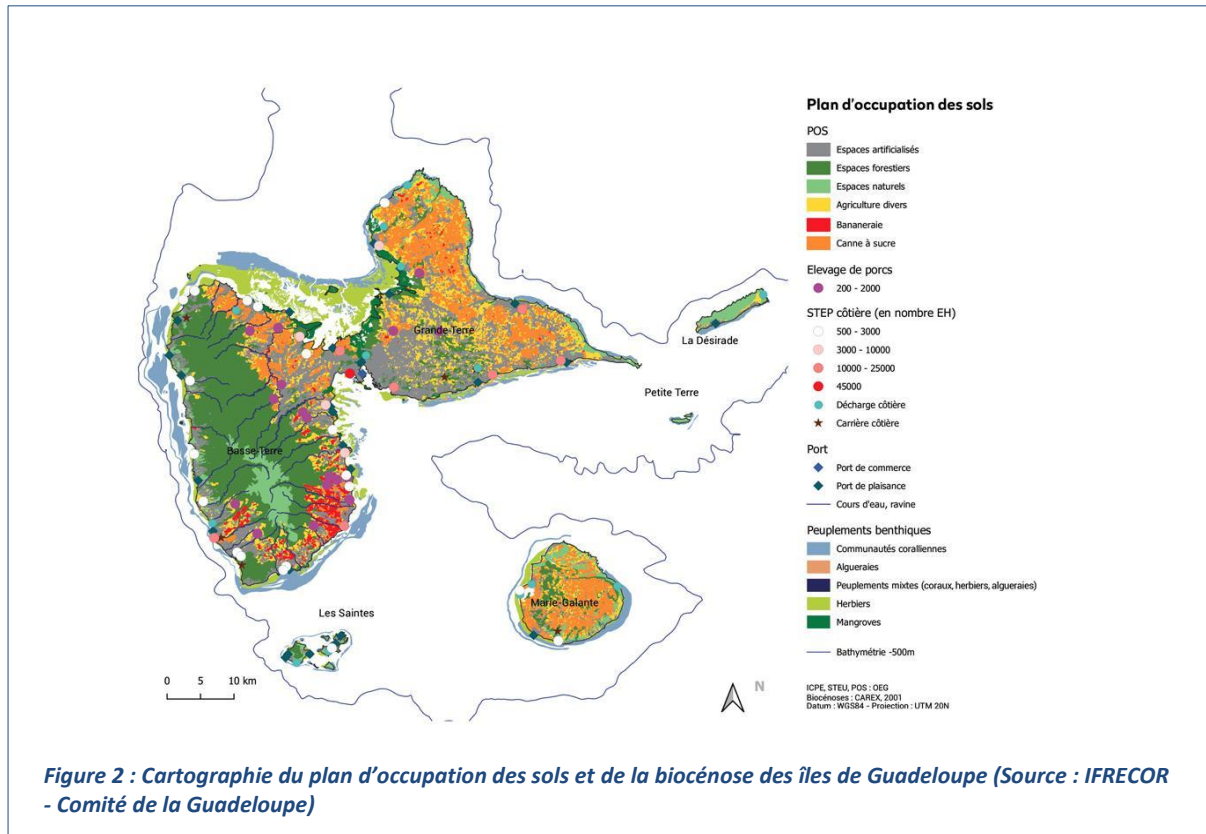 Plan d'occupation des sols
POS
Espaces artificialisés
Espaces forestiers
Espaces naturels
Agriculture divers
Bananeraie
Canne à sucre
Elevage de porcs
200 - 2000
STEP côtière (en nombre EH)
500 - 3000
3000 - 10000
10000 - 25000
45000
Décharge côtière
Carrière côtière
Port
Port de commerce
Port de plaisance
Cours d'eau, ravine
Peuplements benthiques
Communautés coralliennes
Algueraies
Peuplements mixtes (coraux, herbiers, algueraies)
Herbiers
Mangroves
Bathymétrie -500m
ICPE, STEU, POS : OEG
Biocénoses : CAREX, 2001
Datum : WGS84 - Projection : UTM 20N
Grande-Terre
La Désirade
Petite Terre
Basse-Terre
Marie-Galante
Les Saintes
0 5 10 km
N
Figure 2 : Cartographie du plan d'occupation des sols et de la biocénose des îles de Guadeloupe (Source : IFRECOR
- Comité de la Guadeloupe)